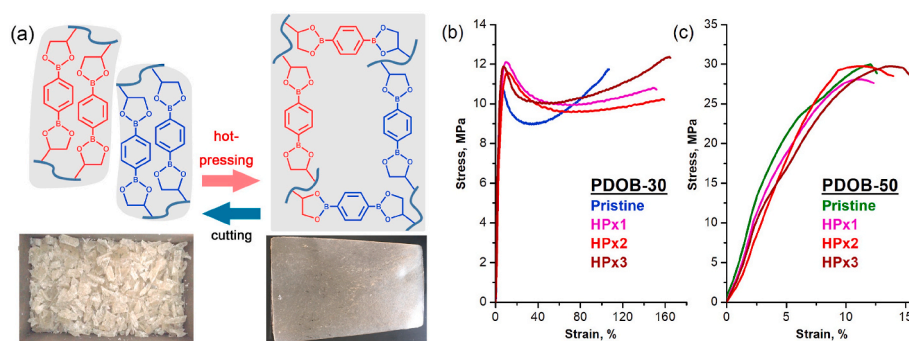 (a)
hot-
pressing
cutting
(b)
Stress, MPa
14
12
10
8
6
4
2
0
0 40 80 120 160
Strain, %
PDOB-30
Pristine
HPx1
HPx2
HPx3
(c)
Stress, MPa
35
30
25
20
15
10
5
0
0 5 10 15
Strain, %
PDOB-50
Pristine
HPx1
HPx2
HPx3